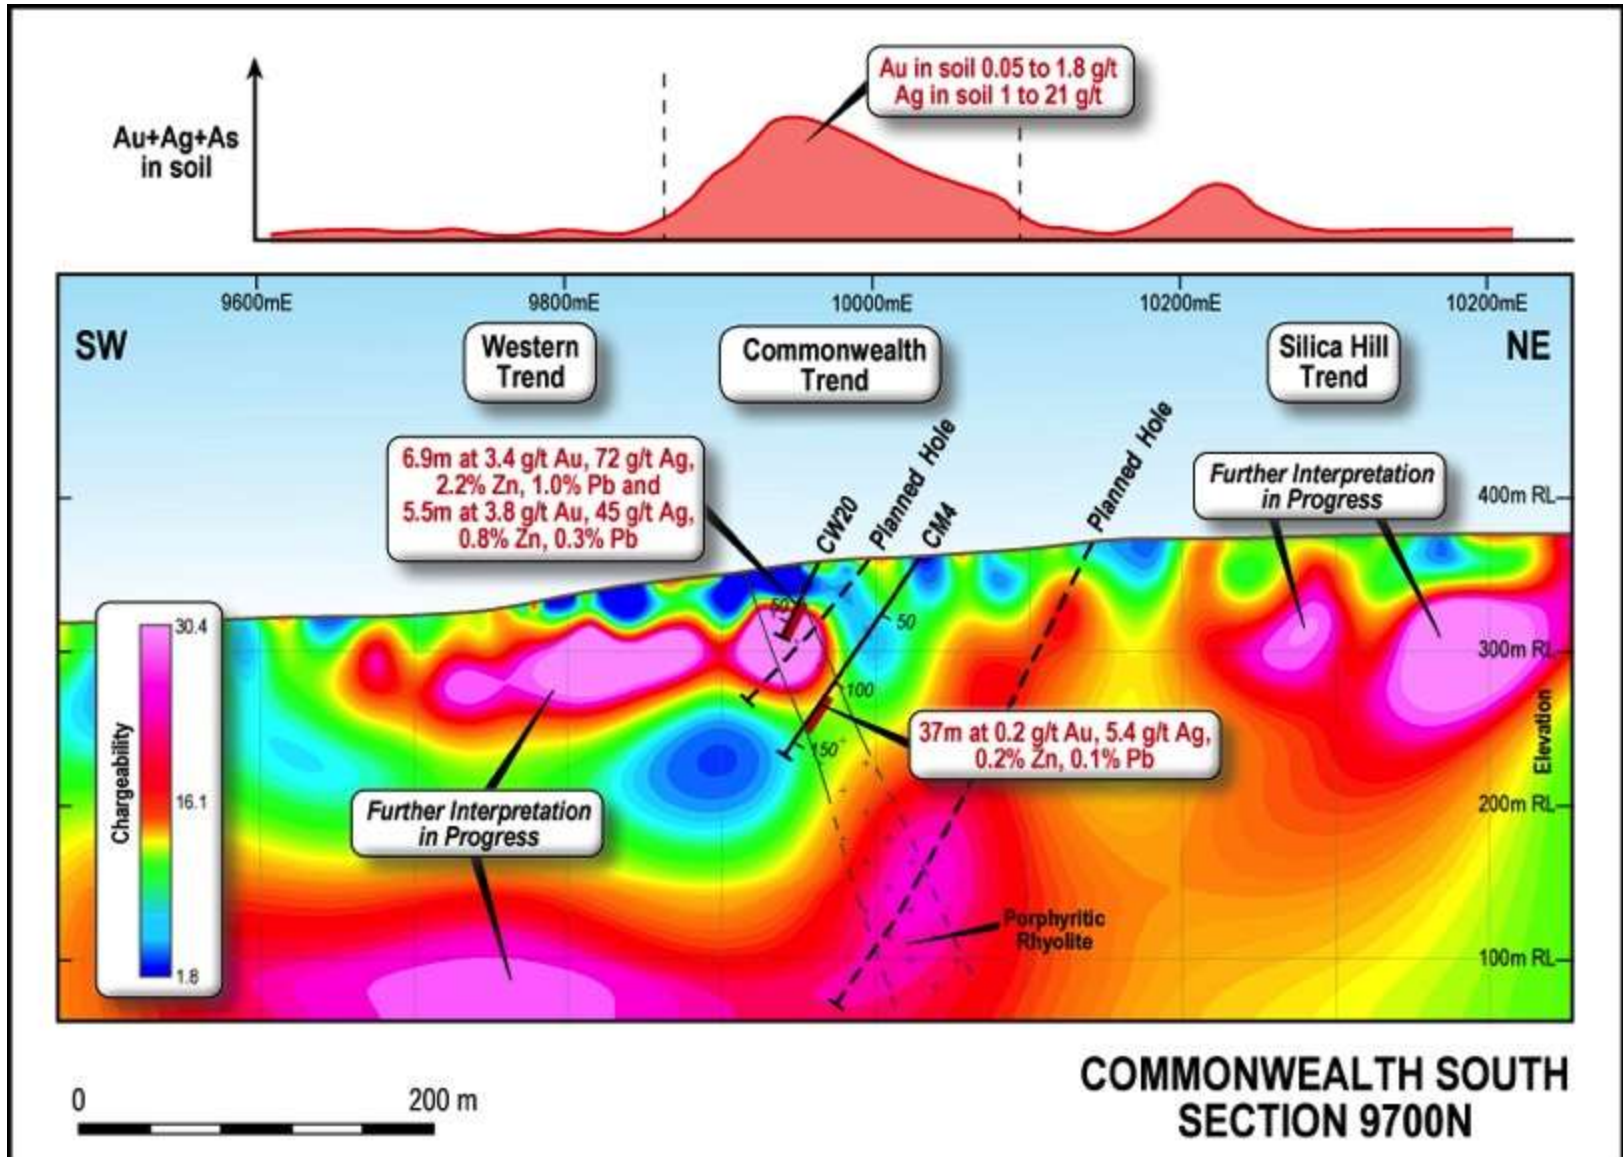 Au in soil 0.05 to 1.8 g/t
Ag in soil 1 to 21 g/t
Au+Ag+As
in soil
9600mE
9800mE
10000mE
10200mE
10200mE
SW
NE
Western
Trend
Commonwealth
Trend
Silica Hill
Trend
6.9m at 3.4 g/t Au, 72 g/t Ag,
2.2% Zn, 1.0% Pb and
5.5m at 3.8 g/t Au, 45 g/t Ag,
0.8% Zn, 0.3% Pb
CW20
Planned Hole
CM4
Planned Hole
Further Interpretation
in Progress
400m RL
300m RL
200m RL
100m RL
Elevation
50
50
100
150
37m at 0.2 g/t Au, 5.4 g/t Ag,
0.2% Zn, 0.1% Pb
Chargeability
30.4
16.1
1.8
Further Interpretation
in Progress
Porphyritic
Rhyolite
0
200 m
COMMONWEALTH SOUTH
SECTION 9700N